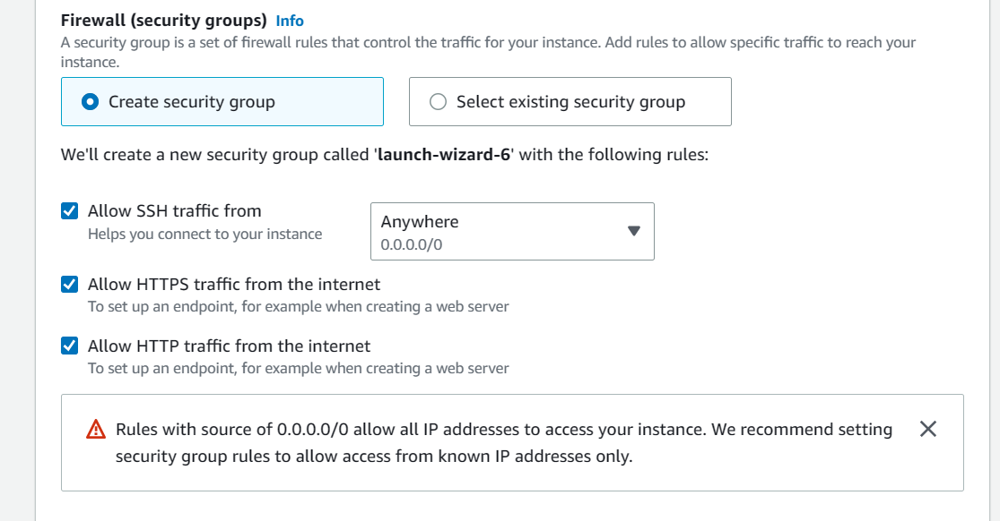 Firewall (security groups) Info
A security group is a set of firewall rules that control the traffic for your instance. Add rules to allow specific traffic to reach your
instance.
Create security group
Select existing security group
We'll create a new security group called 'launch-wizard-6' with the following rules:
Allow SSH traffic from
Helps you connect to your instance
Anywhere
0.0.0.0/0
Allow HTTPS traffic from the internet
To set up an endpoint, for example when creating a web server
Allow HTTP traffic from the internet
To set up an endpoint, for example when creating a web server
Rules with source of 0.0.0.0/0 allow all IP addresses to access your instance. We recommend setting
security group rules to allow access from known IP addresses only.